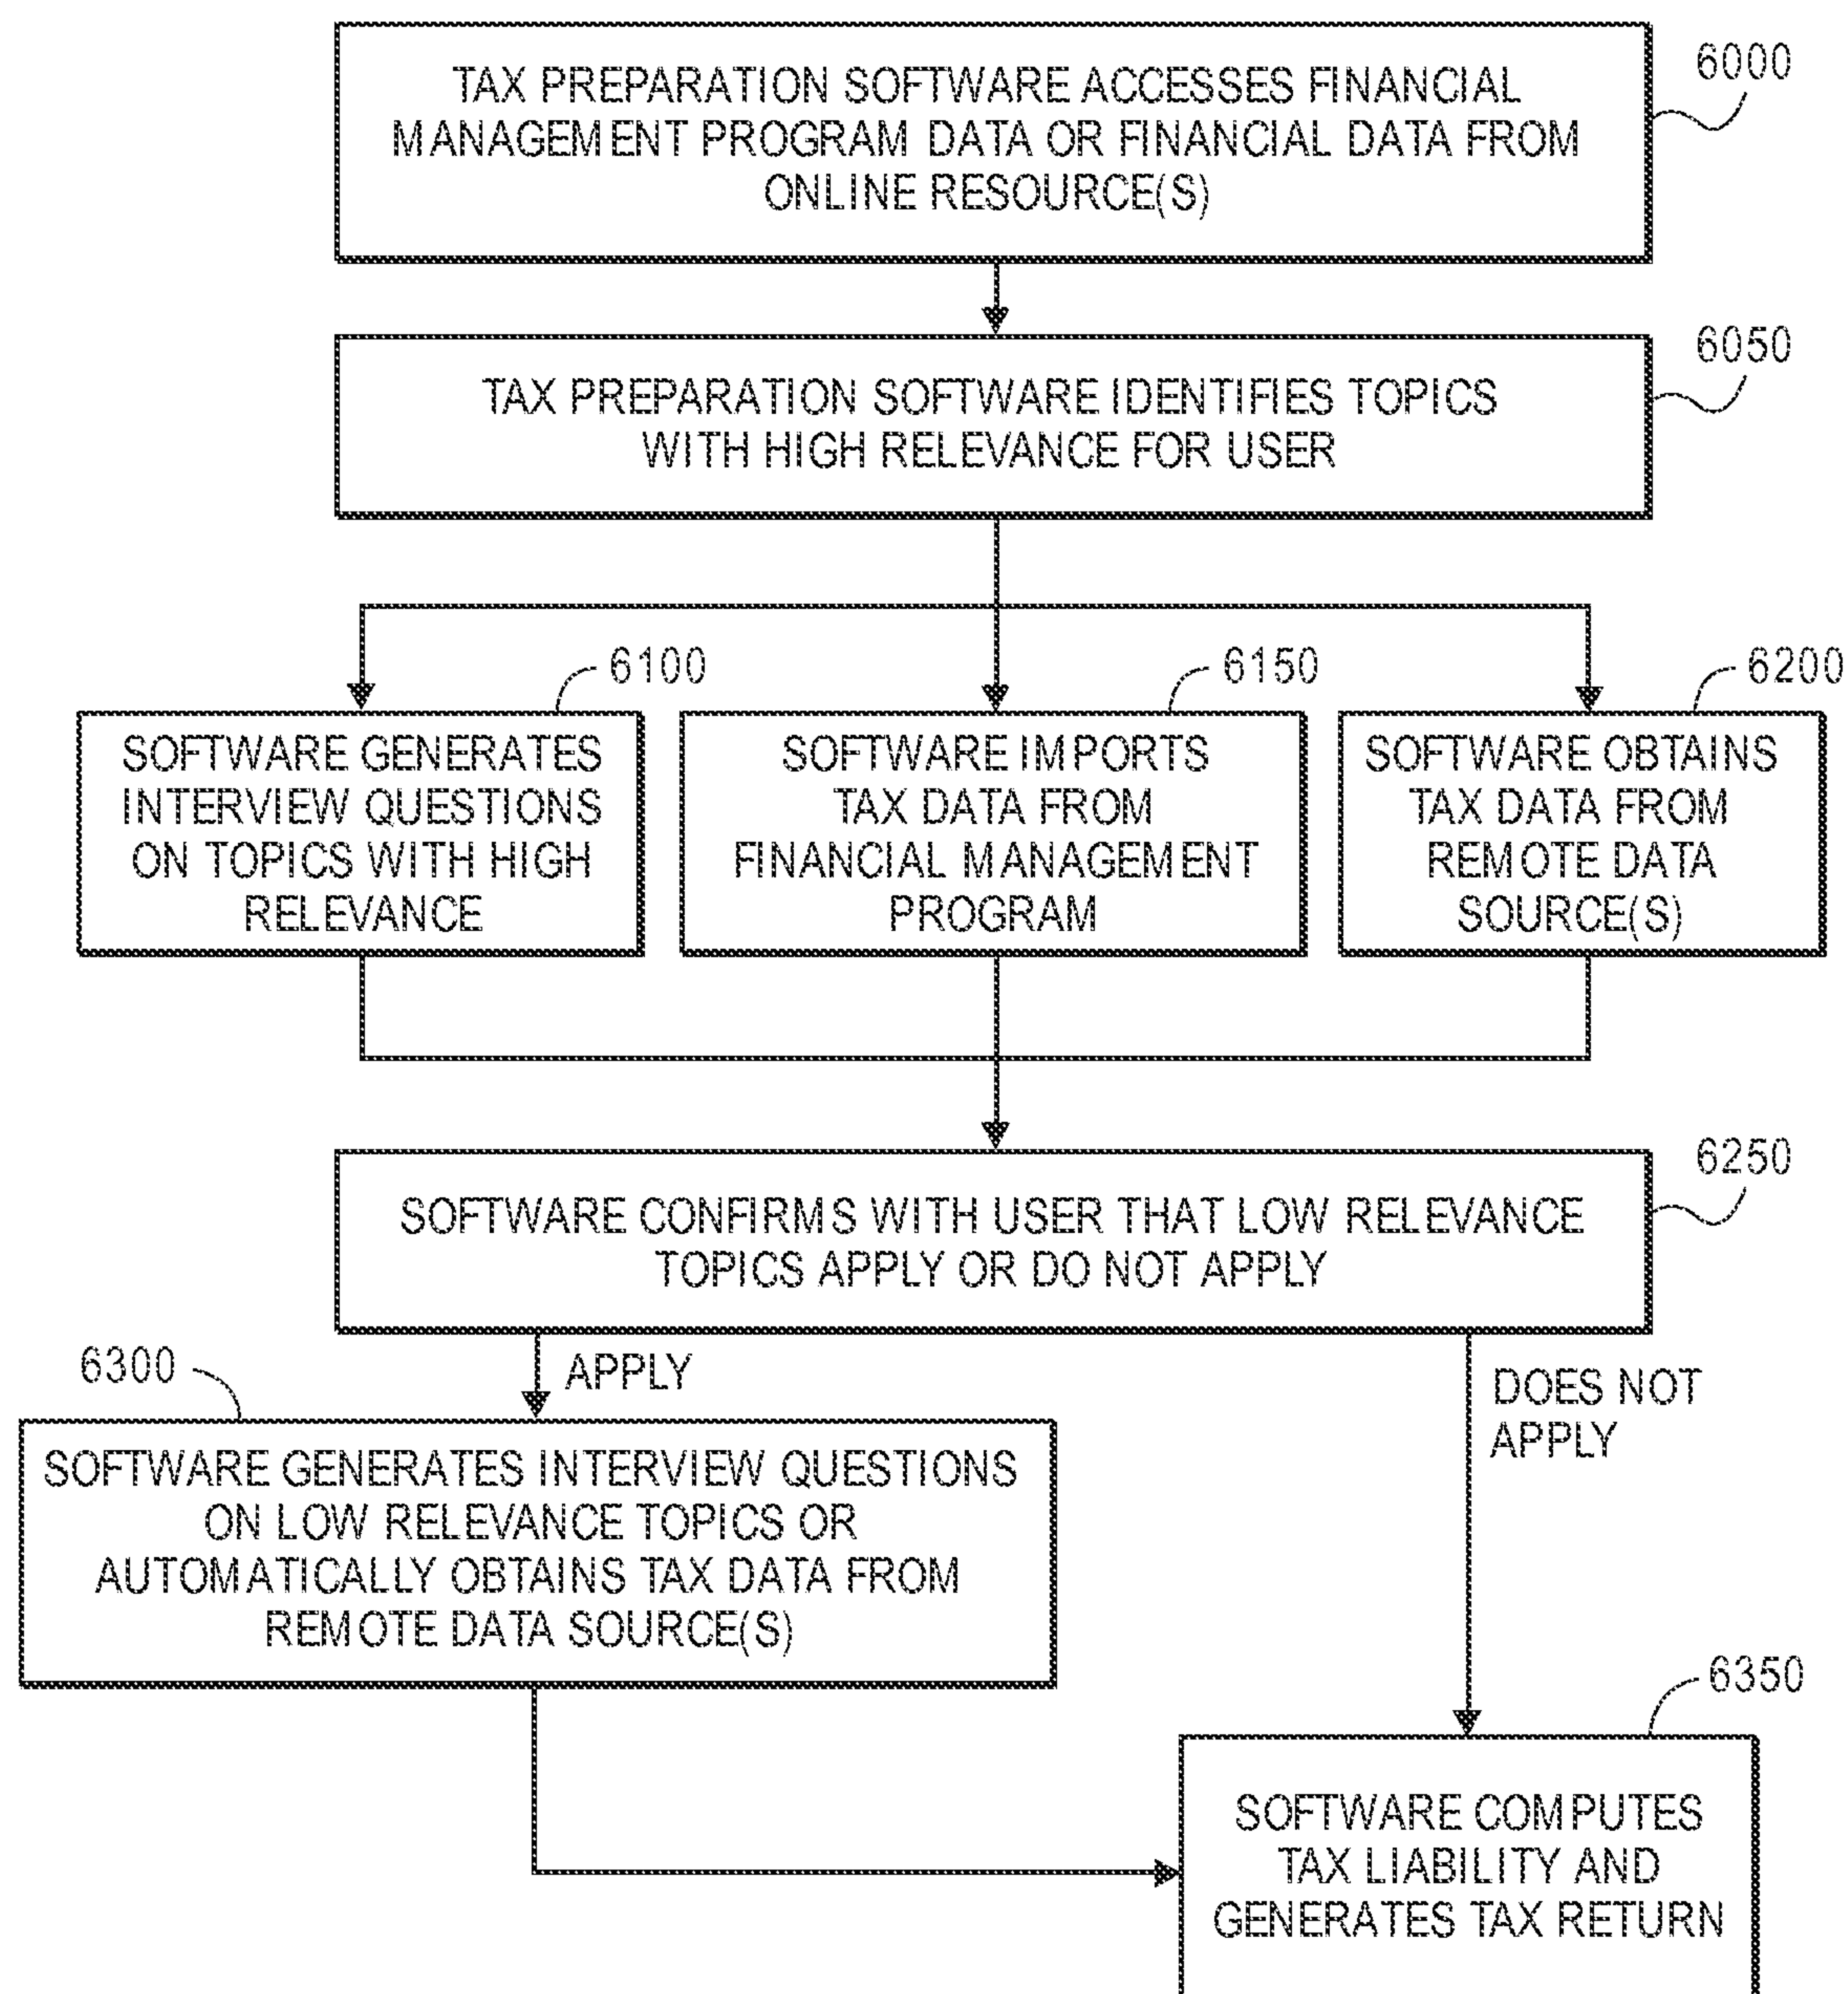 TAX PREPARATION SOFTWARE ACCESSES FINANCIAL
MANAGEMENT PROGRAM DATA OR FINANCIAL DATA FROM
ONLINE RESOURCE(S)
6000
TAX PREPARATION SOFTWARE IDENTIFIES TOPICS
WITH HIGH RELEVANCE FOR USER
6050
6100
SOFTWARE GENERATES
INTERVIEW QUESTIONS
ON TOPICS WITH HIGH
RELEVANCE
6150
SOFTWARE IMPORTS
TAX DATA FROM
FINANCIAL MANAGEMENT
PROGRAM
6200
SOFTWARE OBTAINS
TAX DATA FROM
REMOTE DATA
SOURCE(S)
6250
SOFTWARE CONFIRMS WITH USER THAT LOW RELEVANCE
TOPICS APPLY OR DO NOT APPLY
APPLY
DOES NOT
APPLY
6300
SOFTWARE GENERATES INTERVIEW QUESTIONS
ON LOW RELEVANCE TOPICS OR
AUTOMATICALLY OBTAINS TAX DATA FROM
REMOTE DATA SOURCE(S)
6350
SOFTWARE COMPUTES
TAX LIABILITY AND
GENERATES TAX RETURN